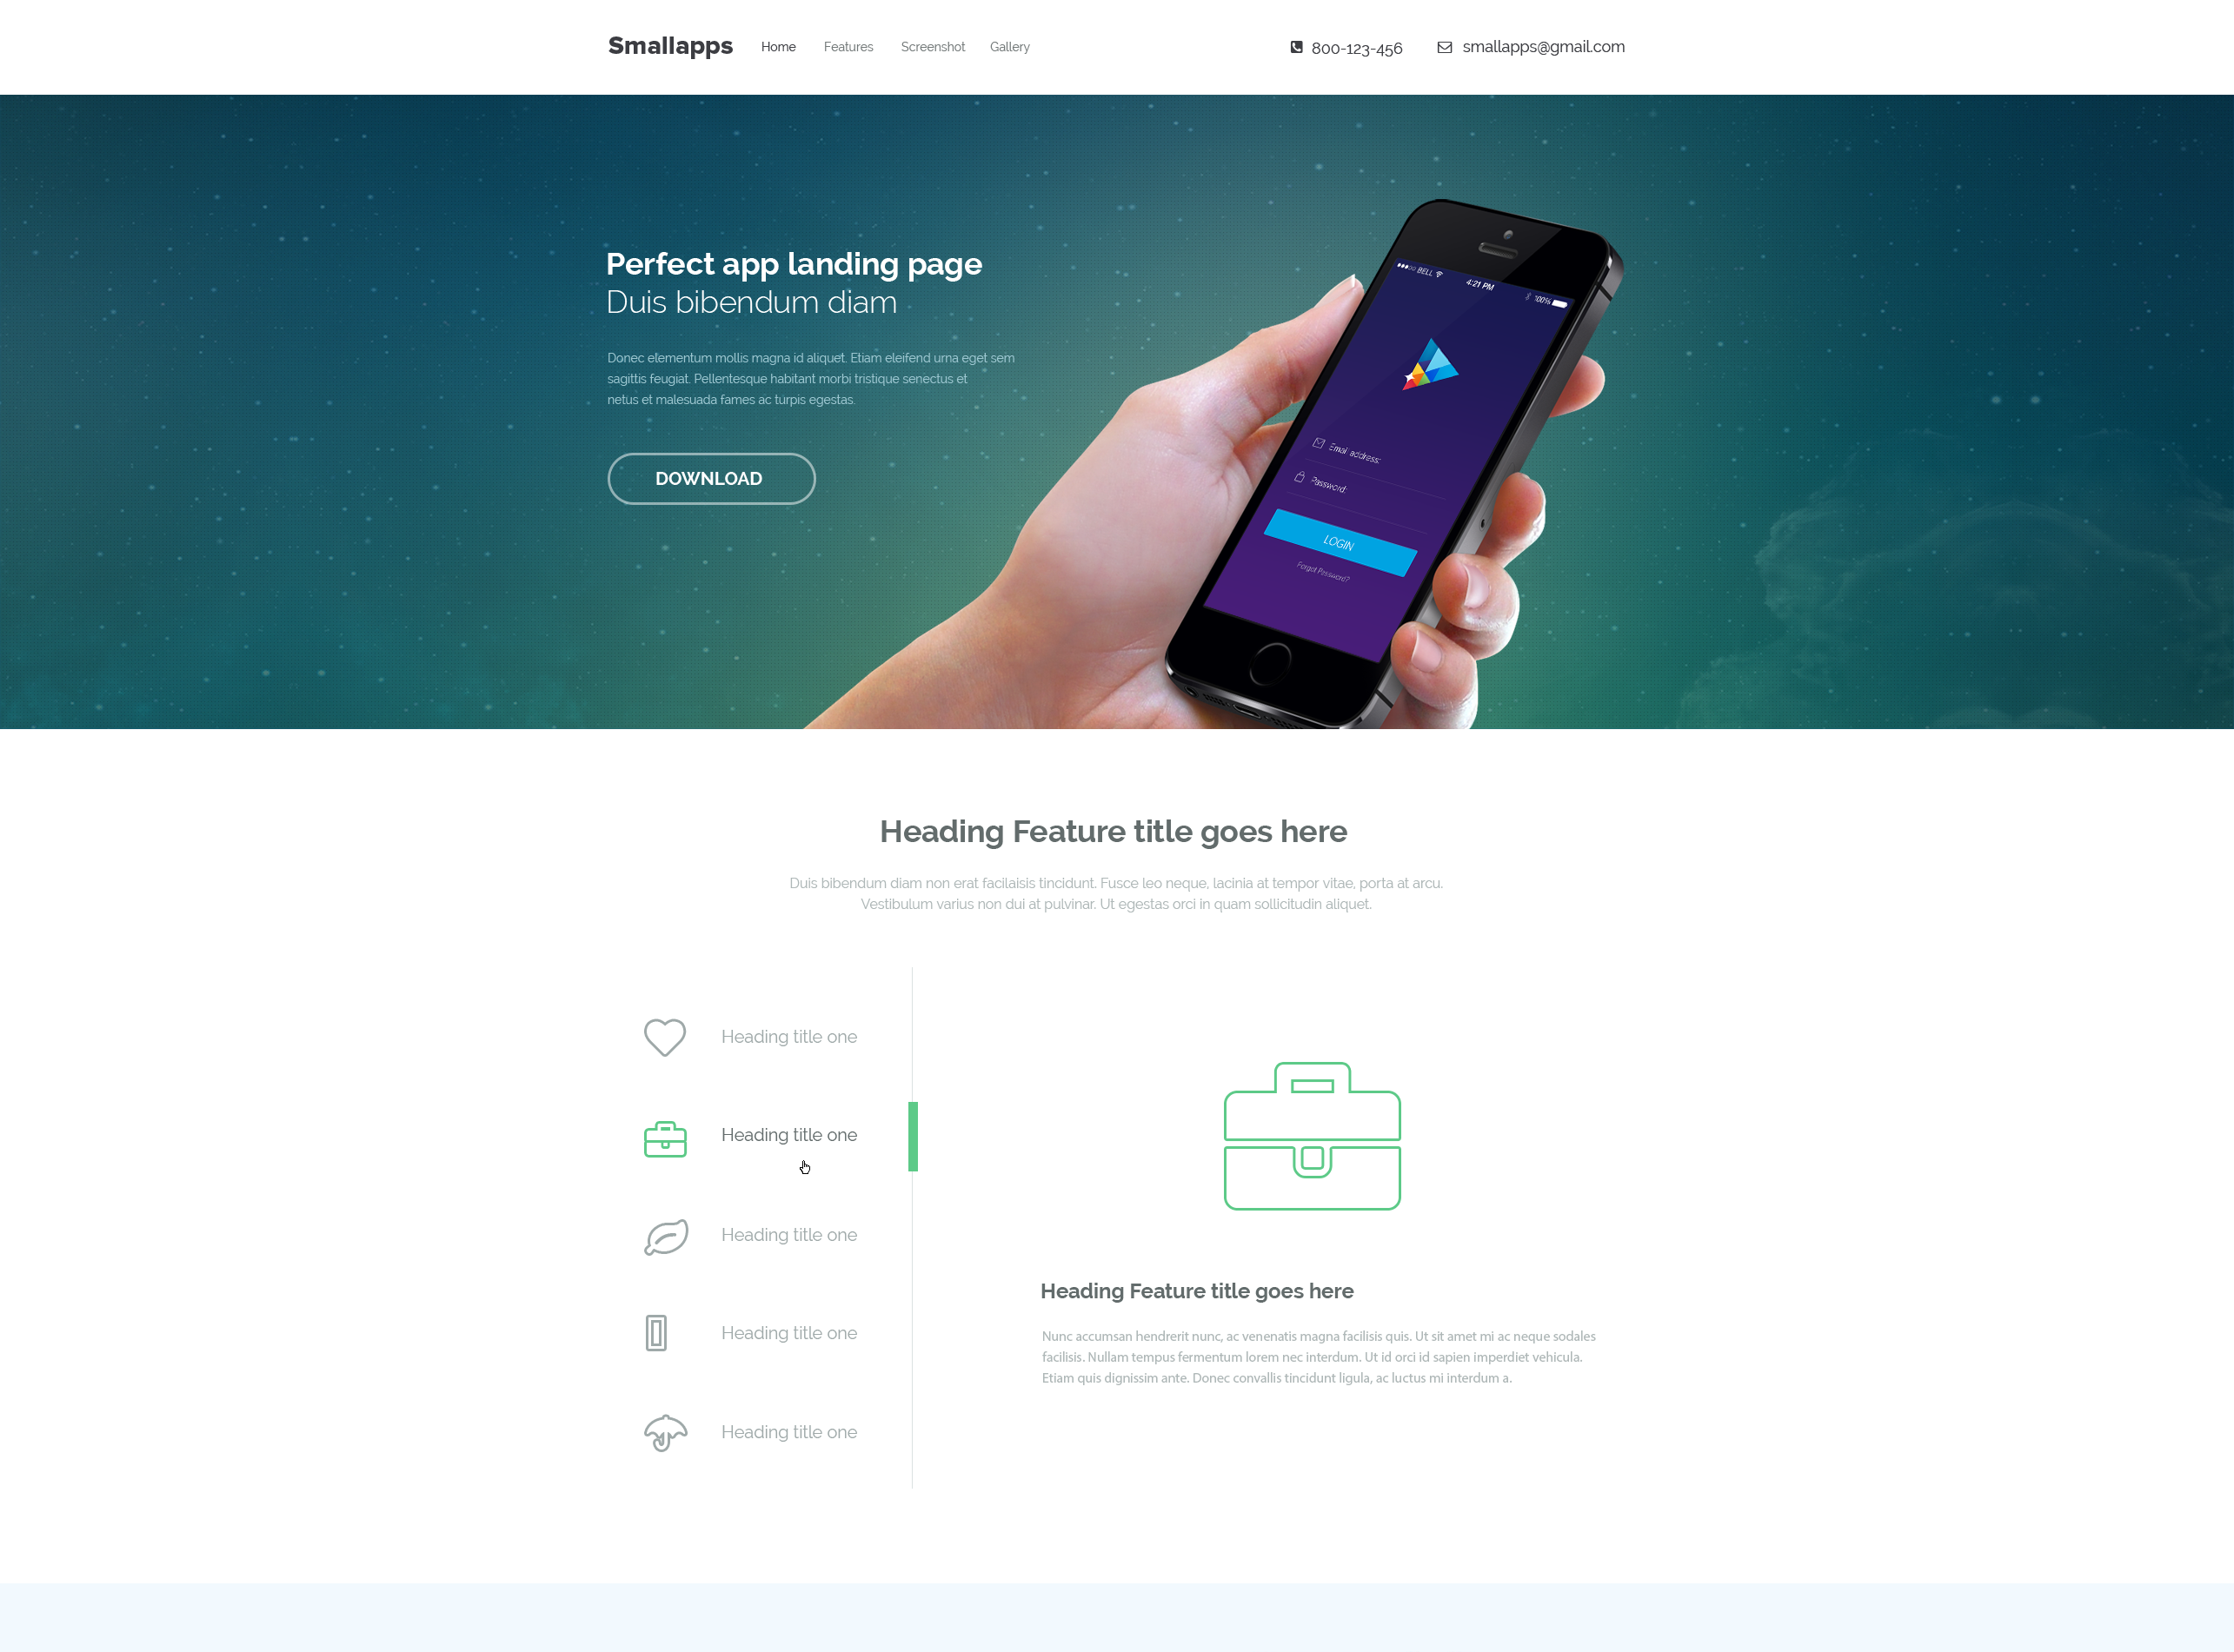 Smallapps
Home
Features
Screenshot
Gallery
800-123-456
smallapps@gmail.com
Perfect app landing page
Duis bibendum diam
Donec elementum mollis magna id aliquet. Etiam eleifend urna eget sem
sagittis feugiat. Pellentesque habitant morbi tristique senectus et
netus et malesuada fames ac turpis egestas.
DOWNLOAD
BELL
4:21 PM
100%
Email address:
Password:
LOGIN
Forgot Password?
Heading Feature title goes here
Duis bibendum diam non erat facilaisis tincidunt. Fusce leo neque, lacinia at tempor vitae, porta at arcu.
Vestibulum varius non dui at pulvinar. Ut egestas orci in quam sollicitudin aliquet.
Heading title one
Heading title one
Heading title one
Heading title one
Heading title one
Heading Feature title goes here
Nunc accumsan hendrerit nunc, ac venenatis magna facilisis quis. Ut sit amet mi ac neque sodales
facilisis. Nullam tempus fermentum lorem nec interdum. Ut id orci id sapien imperdiet vehicula.
Etiam quis dignissim ante. Donec convallis tincidunt ligula, ac luctus mi interdum a.